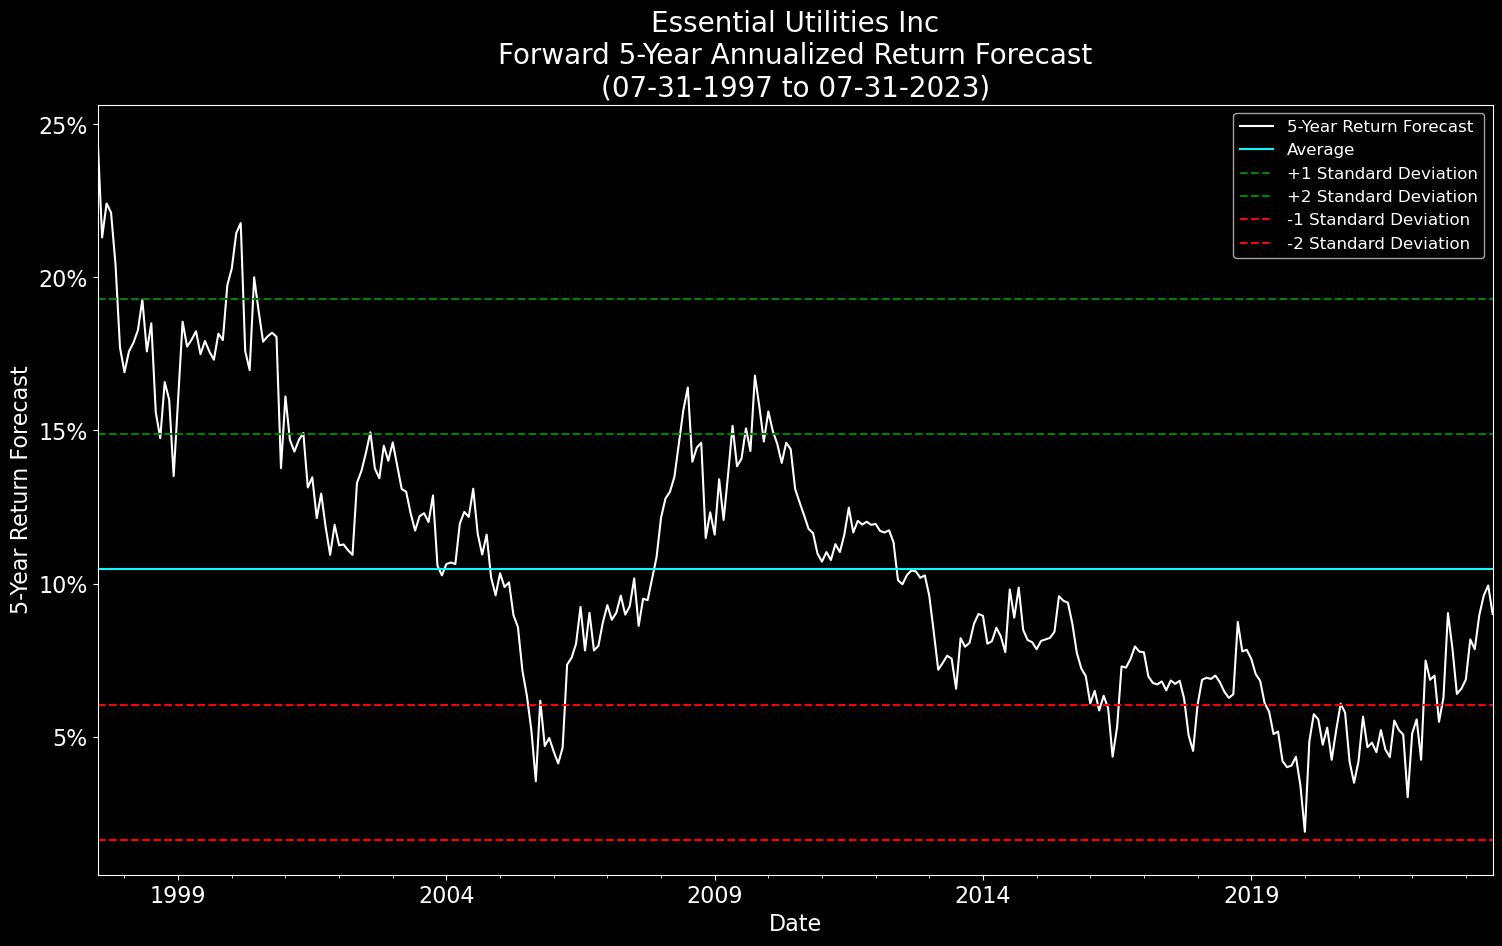 Essential Utilities Inc
Forward 5-Year Annualized Return Forecast
(07-31-1997 to 07-31-2023)
25%
20%
15%
10%
5%
5-Year Return Forecast
5-Year Return Forecast
Average
+1 Standard Deviation
+2 Standard Deviation
-1 Standard Deviation
-2 Standard Deviation
1999
2004
2009
2014
2019
Date